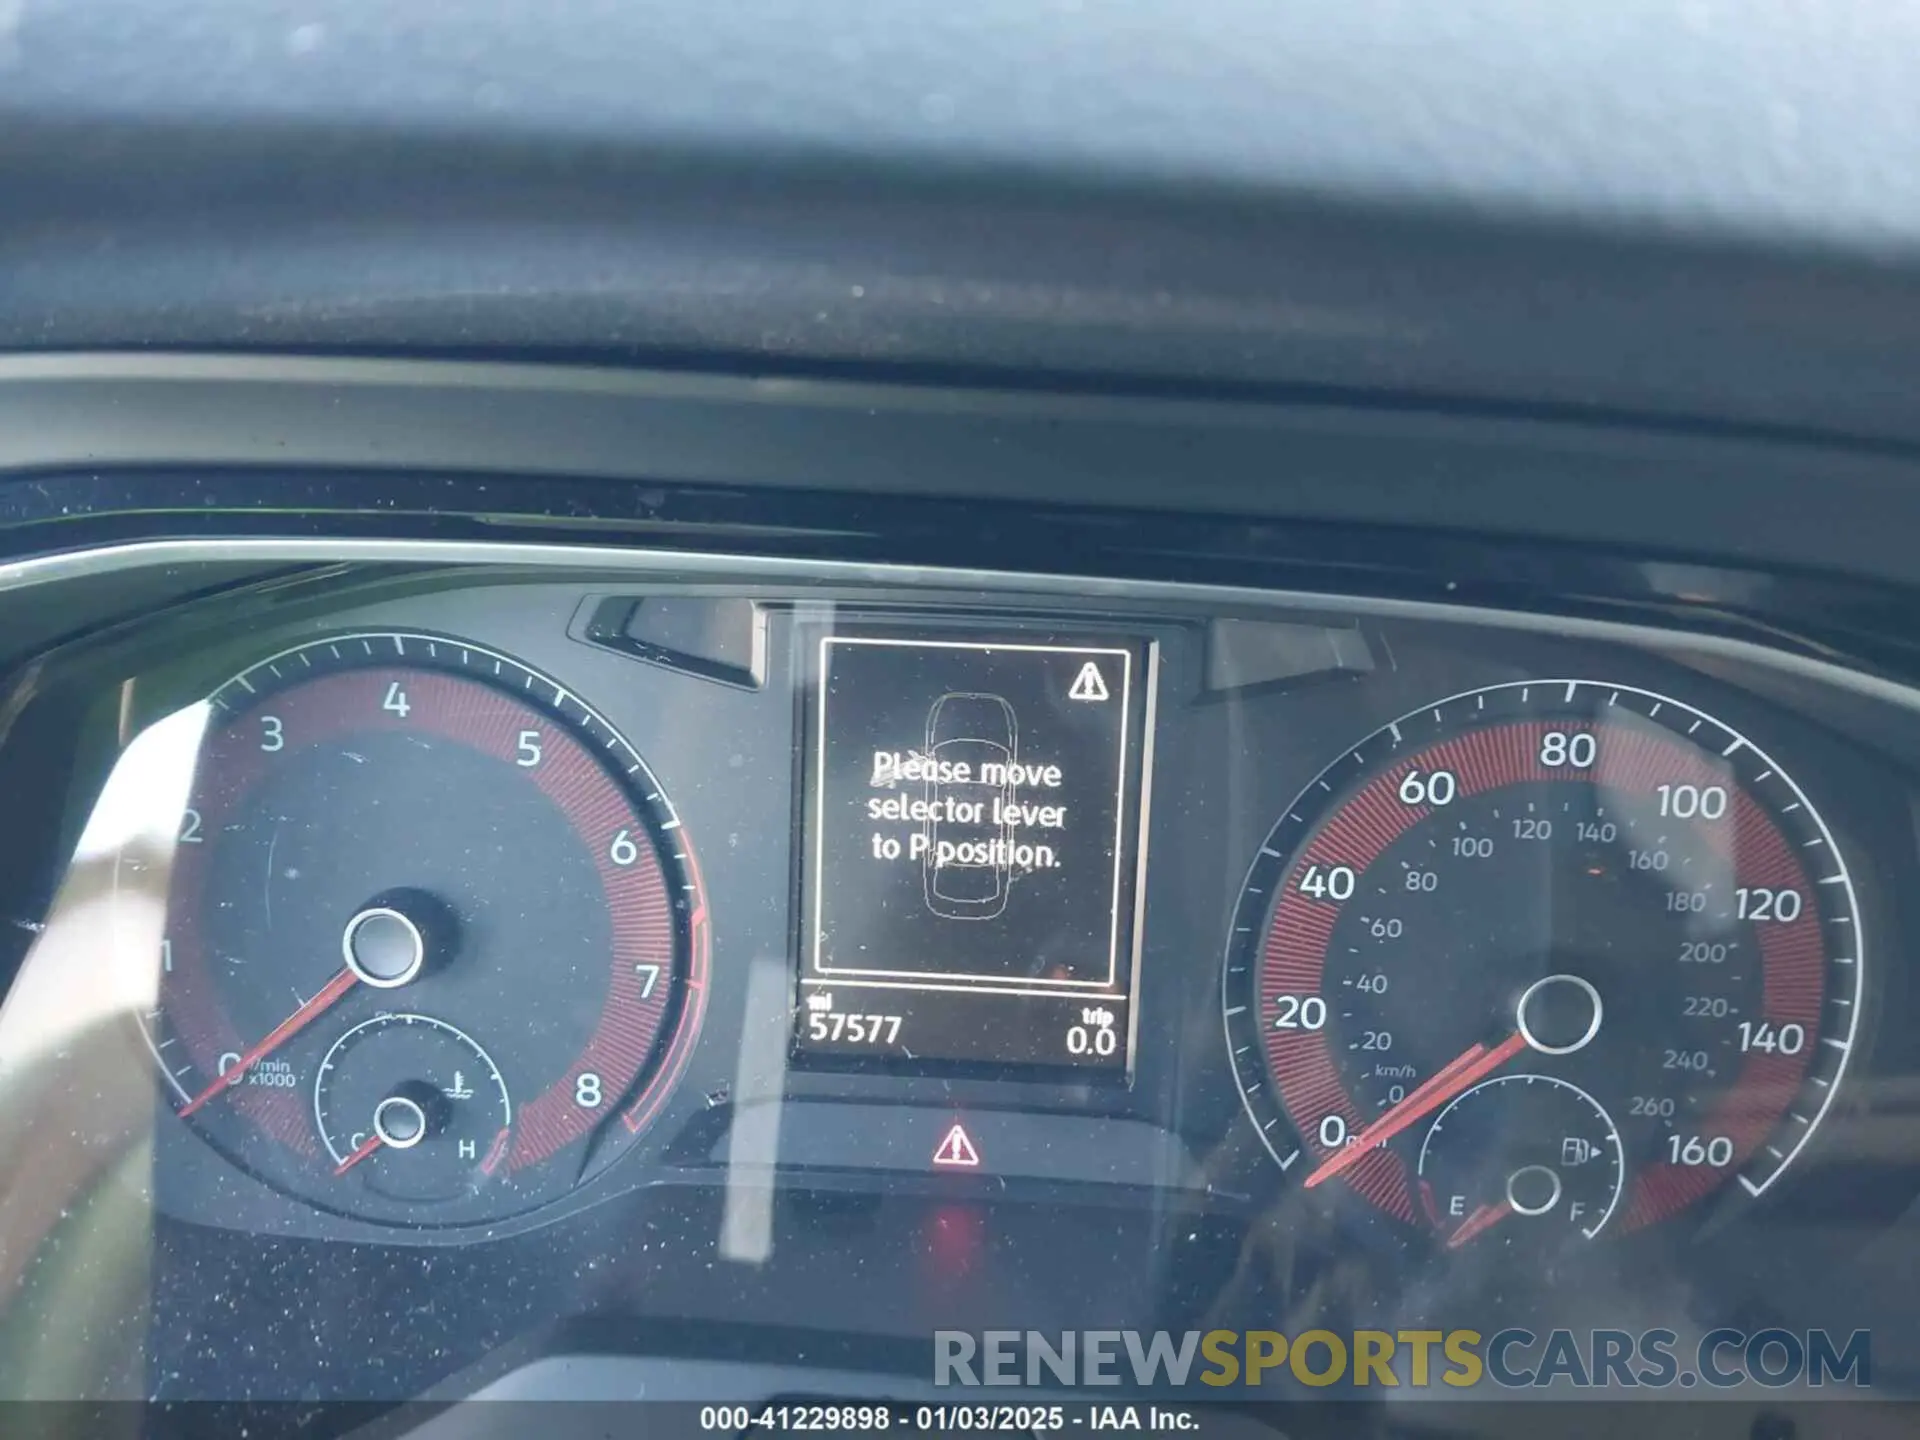 4
3
5
2
6
1
7
0 1/min
x1000
8
C
H
Please move
selector lever
to P position.
mi
trip
57577
0.0
80
60
100
40
120
20
140
0
160
120
140
100
160
80
180
60
200
40
220
20
240
km/h
0
260
E
F
RENEWSPORTSCARS.COM
000-41229898 - 01/03/2025 - IAA Inc.